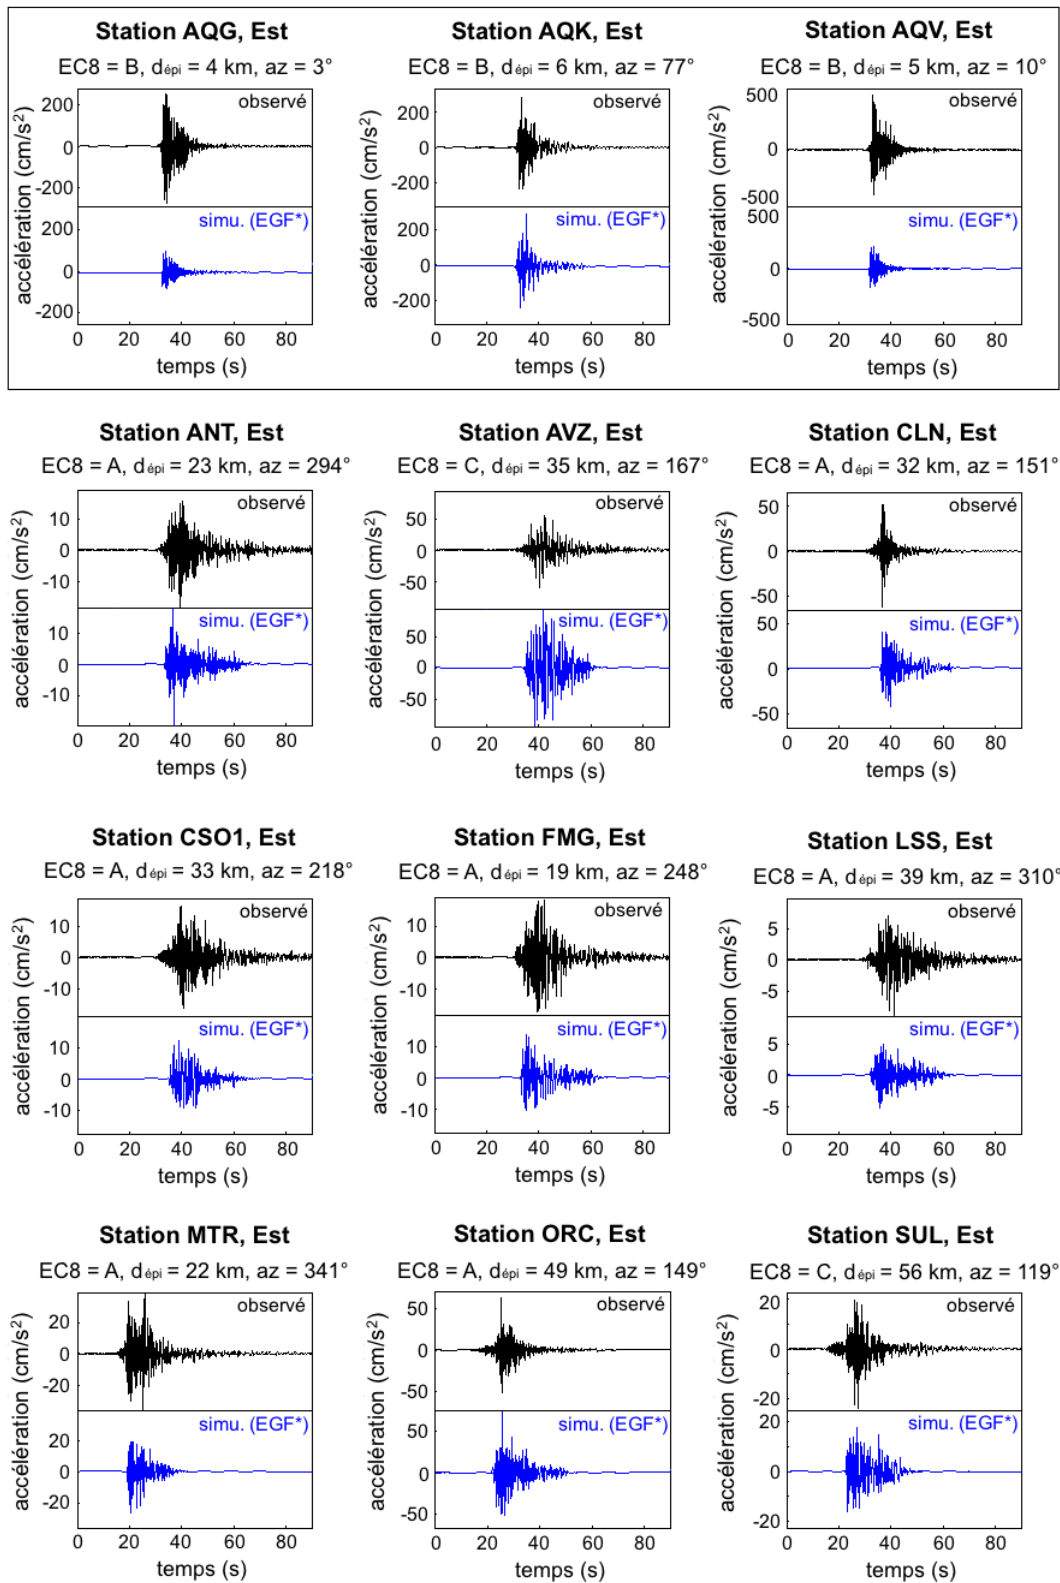 Station AQG, Est
EC8 = B, dépi = 4 km, az = 3°
accélération (cm/s²)
observé
200
0
-200
simu. (EGF*)
200
0
-200
0 20 40 60 80
temps (s)
Station AQK, Est
EC8 = B, dépi = 6 km, az = 77°
accélération (cm/s²)
observé
200
0
-200
simu. (EGF*)
200
0
-200
0 20 40 60 80
temps (s)
Station AQV, Est
EC8 = B, dépi = 5 km, az = 10°
accélération (cm/s²)
observé
500
0
-500
simu. (EGF*)
500
0
-500
0 20 40 60 80
temps (s)
Station ANT, Est
EC8 = A, dépi = 23 km, az = 294°
accélération (cm/s²)
observé
10
0
-10
simu. (EGF*)
10
0
-10
0 20 40 60 80
temps (s)
Station AVZ, Est
EC8 = C, dépi = 35 km, az = 167°
accélération (cm/s²)
observé
50
0
-50
simu. (EGF*)
50
0
-50
0 20 40 60 80
temps (s)
Station CLN, Est
EC8 = A, dépi = 32 km, az = 151°
accélération (cm/s²)
observé
50
0
-50
simu. (EGF*)
50
0
-50
0 20 40 60 80
temps (s)
Station CSO1, Est
EC8 = A, dépi = 33 km, az = 218°
accélération (cm/s²)
observé
10
0
-10
simu. (EGF*)
10
0
-10
0 20 40 60 80
temps (s)
Station FMG, Est
EC8 = A, dépi = 19 km, az = 248°
accélération (cm/s²)
observé
10
0
-10
simu. (EGF*)
10
0
-10
0 20 40 60 80
temps (s)
Station LSS, Est
EC8 = A, dépi = 39 km, az = 310°
accélération (cm/s²)
observé
5
0
-5
simu. (EGF*)
5
0
-5
0 20 40 60 80
temps (s)
Station MTR, Est
EC8 = A, dépi = 22 km, az = 341°
accélération (cm/s²)
observé
20
0
-20
simu. (EGF*)
20
0
-20
0 20 40 60 80
temps (s)
Station ORC, Est
EC8 = A, dépi = 49 km, az = 149°
accélération (cm/s²)
observé
50
0
-50
simu. (EGF*)
50
0
-50
0 20 40 60 80
temps (s)
Station SUL, Est
EC8 = C, dépi = 56 km, az = 119°
accélération (cm/s²)
observé
20
0
-20
simu. (EGF*)
20
0
-20
0 20 40 60 80
temps (s)